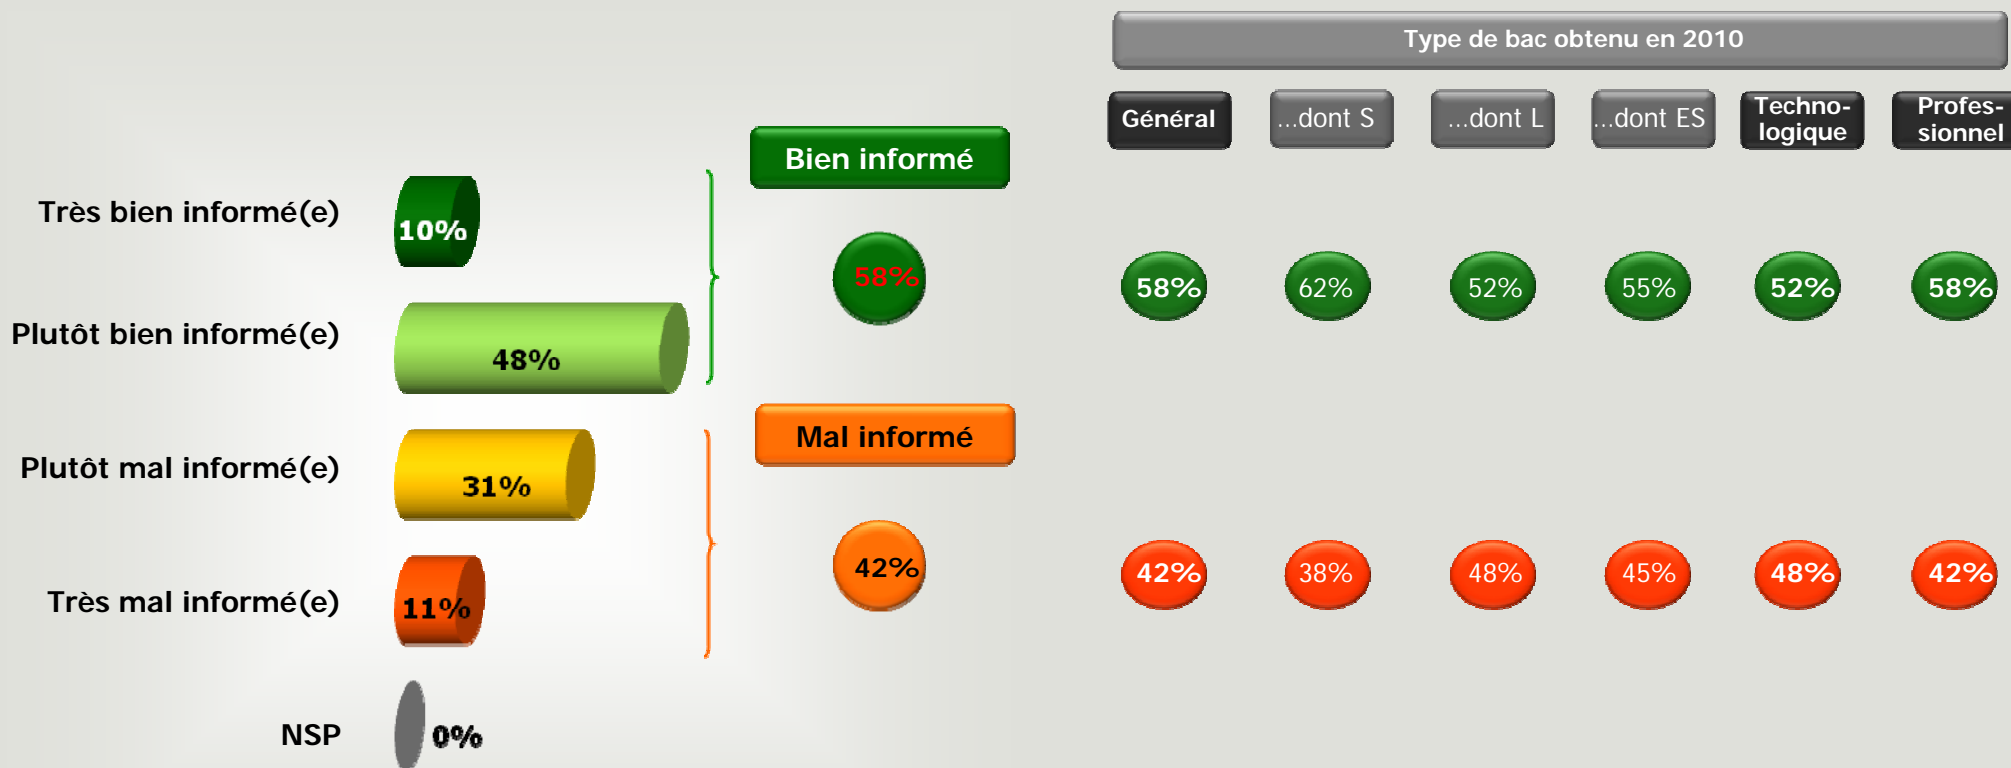 Type de bac obtenu en 2010
Général
...dont S
...dont L
...dont ES
Techno-
logique
Profes-
sionnel
Bien informé
Très bien informé(e)
10%
58%
58%
62%
52%
55%
52%
58%
Plutôt bien informé(e)
48%
Mal informé
Plutôt mal informé(e)
31%
42%
42%
38%
48%
45%
48%
42%
Très mal informé(e)
11%
NSP
0%